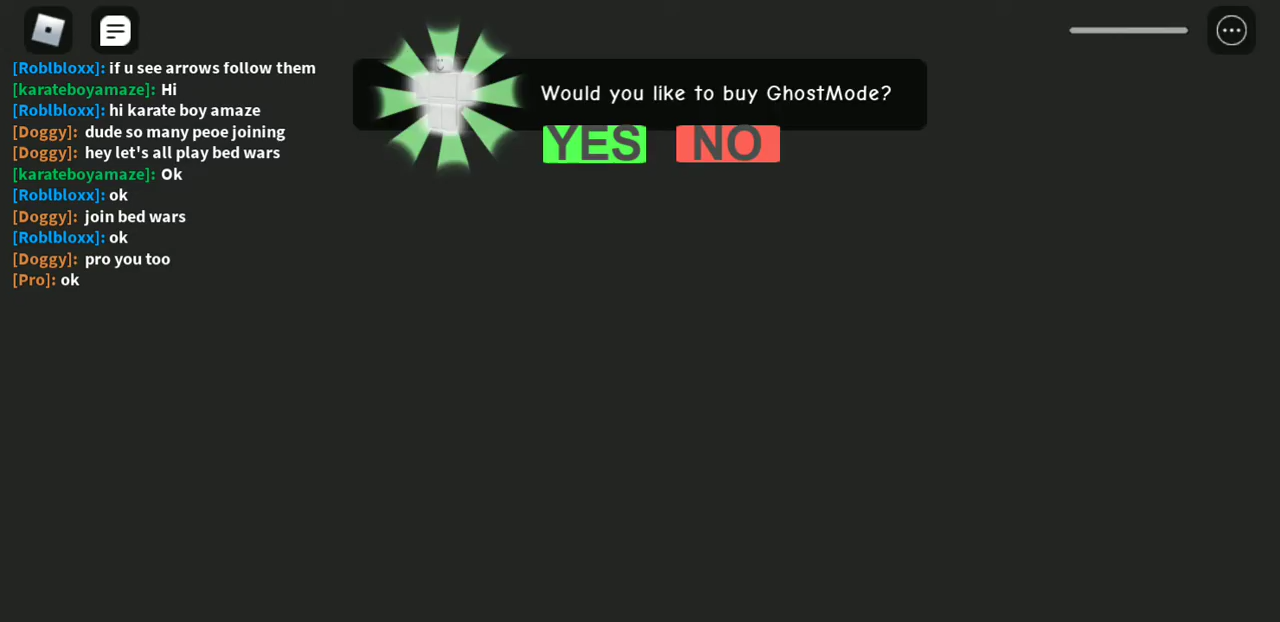 [Roblbloxx]: if u see arrows follow them
[karateboyamaze]: Hi
[Roblbloxx]: hi karate boy amaze
[Doggy]: dude so many peoe joining
[Doggy]: hey let's all play bed wars
[karateboyamaze]: Ok
[Roblbloxx]: ok
[Doggy]: join bed wars
[Roblbloxx]: ok
[Doggy]: pro you too
[Pro]: ok
Would you like to buy GhostMode?
YES NO